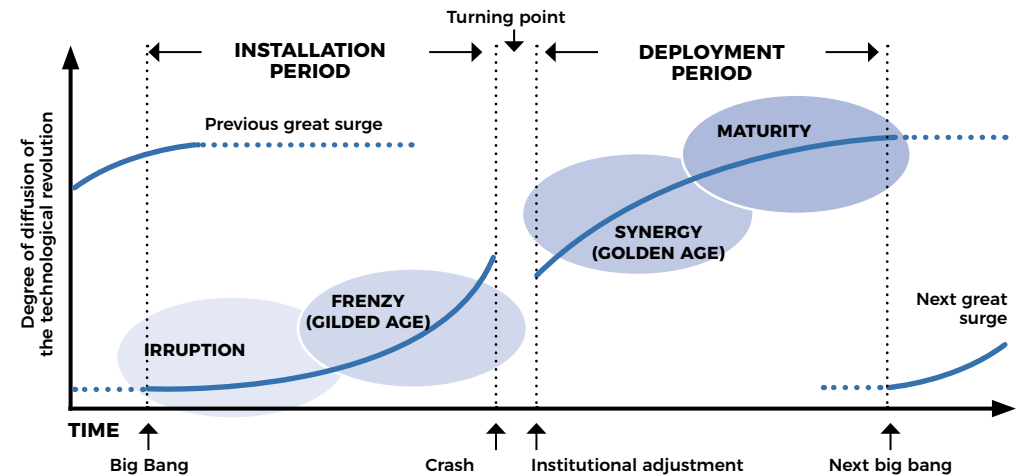 Turning point
INSTALLATION
PERIOD
DEPLOYMENT
PERIOD
Degree of diffusion of
the technological revolution
Previous great surge
MATURITY
SYNERGY
(GOLDEN AGE)
FRENZY
(GILDED AGE)
IRRUPTION
Next great
surge
TIME
Big Bang
Crash
Institutional adjustment
Next big bang